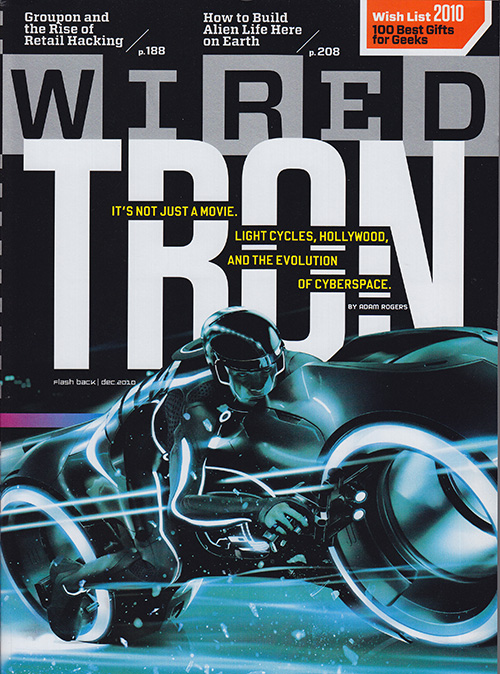 Groupon and
the Rise of
Retail Hacking
p.188
How to Build
Alien Life Here
on Earth
p.208
Wish List 2010
100 Best Gifts
for Geeks
WIRED
TRON
IT'S NOT JUST A MOVIE.
LIGHT CYCLES, HOLLYWOOD,
AND THE EVOLUTION
OF CYBERSPACE.
BY ADAM ROGERS
flash back | dec 2010